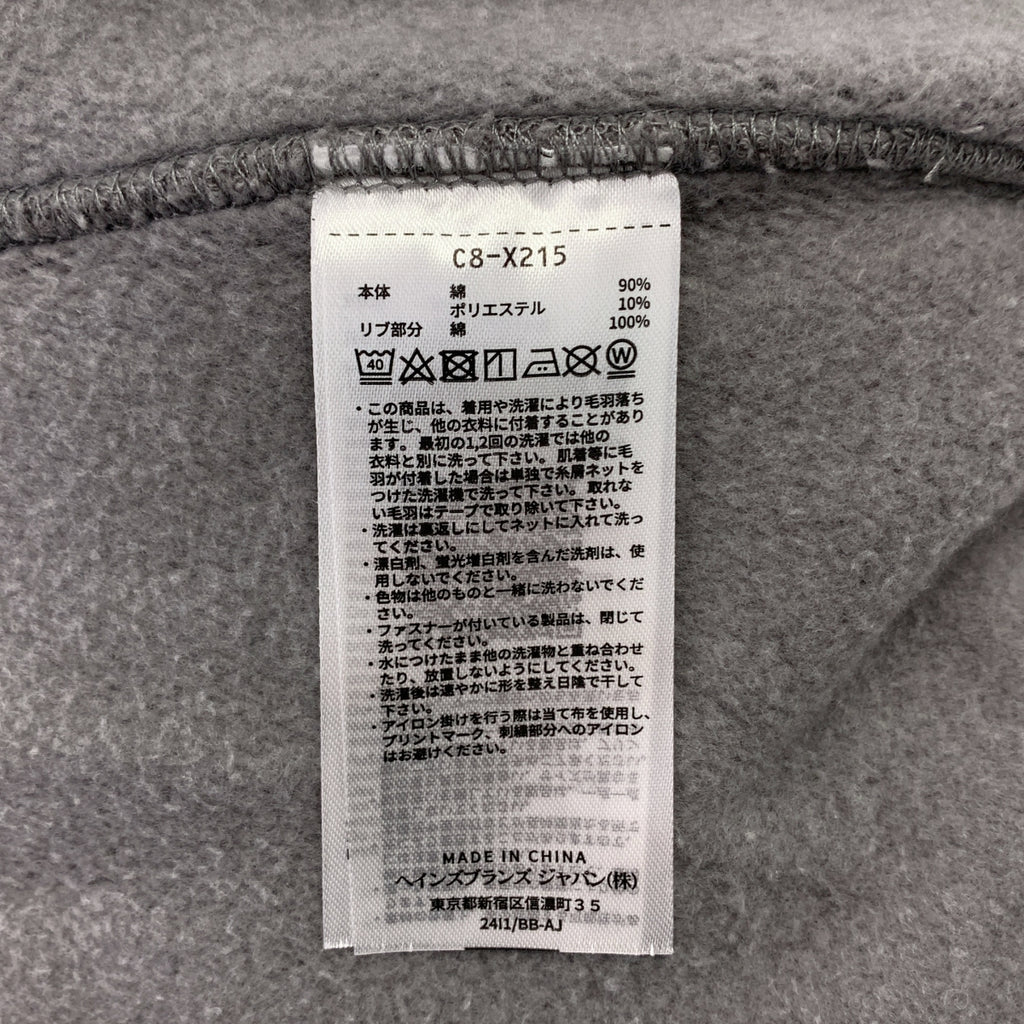 C8-X215
本体 綿 90%
ポリエステル 10%
リブ部分 綿 100%
40 W
・この商品は、着用や洗濯により毛羽落ち
が生じ、他の衣料に付着することがあり
ます。最初の1,2回の洗濯では他の
衣料と別に洗って下さい。肌着等に毛
羽が付着した場合は単独で糸屑ネットを
つけた洗濯機で洗って下さい。取れな
い毛羽はテープで取り除いて下さい。
・洗濯は裏返しにしてネットに入れて洗っ
てください。
・漂白剤、蛍光増白剤を含んだ洗剤は、使
用しないでください。
・色物は他のものと一緒に洗わないでくだ
さい。
・ファスナーが付いている製品は、閉じて
洗ってください。
・水につけたまま他の洗濯物と重ね合わせ
たり、放置しないようにしてください。
・洗濯後は速やかに形を整え日陰で干して
下さい。
・アイロン掛けを行う際は当て布を使用し、
プリントマーク、刺繍部分へのアイロン
はお避けください。
MADE IN CHINA
ヘインズブランズ ジャパン(株)
東京都新宿区信濃町35
24I1/BB-AJ